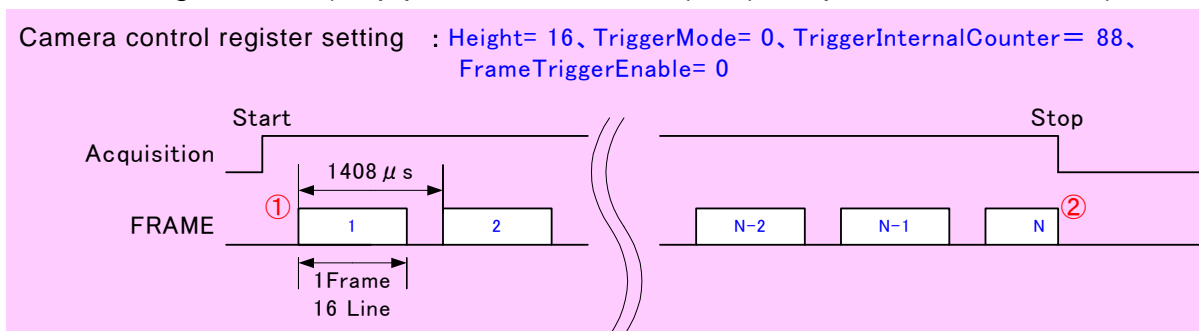 Camera control register setting : Height= 16、TriggerMode= 0、TriggerInternalCounter＝ 88、
FrameTriggerEnable= 0
Start
Stop
Acquisition
1408 μ s
①
②
FRAME
1
2
N-2
N-1
N
1Frame
16 Line